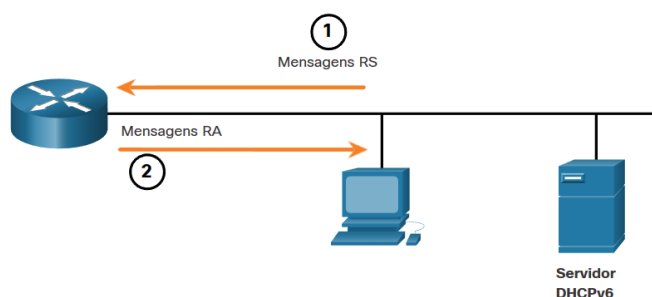 1
Mensagens RS
Mensagens RA
2
Servidor
DHCPv6